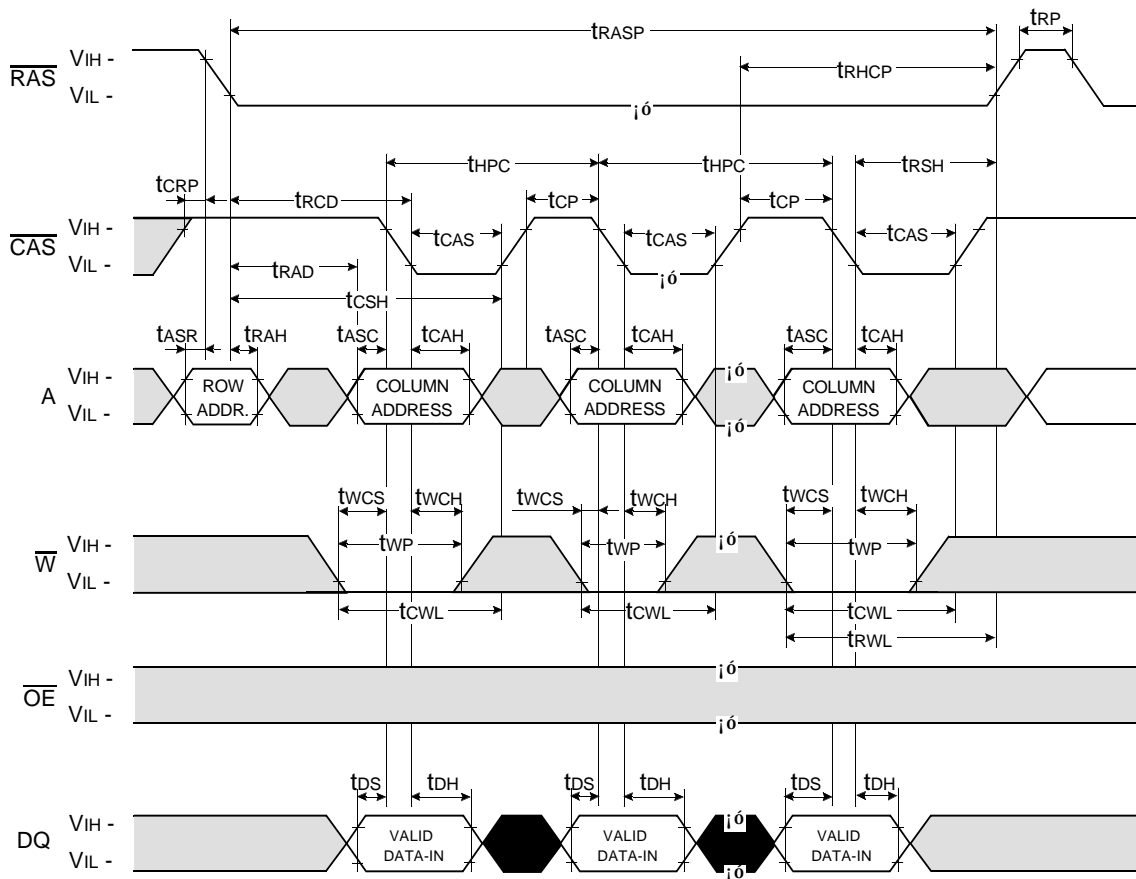 tRASP
tRP
RAS
VIH -
VIL -
tRHCP
¡ó
tHPC
tHPC
tRSH
tCRP
tRCD
tCP
tCP
CAS
VIH -
VIL -
tCAS
tCAS
tCAS
¡ó
tRAD
tCSH
tASR
tRAH
tASC
tCAH
tASC
tCAH
tASC
tCAH
A
VIH -
VIL -
ROW
ADDR.
COLUMN
ADDRESS
COLUMN
ADDRESS
¡ó
¡ó
COLUMN
ADDRESS
tWCS
tWCH
tWCS
tWCH
tWCS
tWCH
W
VIH -
VIL -
tWP
tWP
¡ó
tWP
tCWL
tCWL
tCWL
tRWL
OE
VIH -
VIL -
¡ó
¡ó
tDS
tDH
tDS
tDH
tDS
tDH
DQ
VIH -
VIL -
VALID
DATA-IN
VALID
DATA-IN
¡ó
¡ó
VALID
DATA-IN